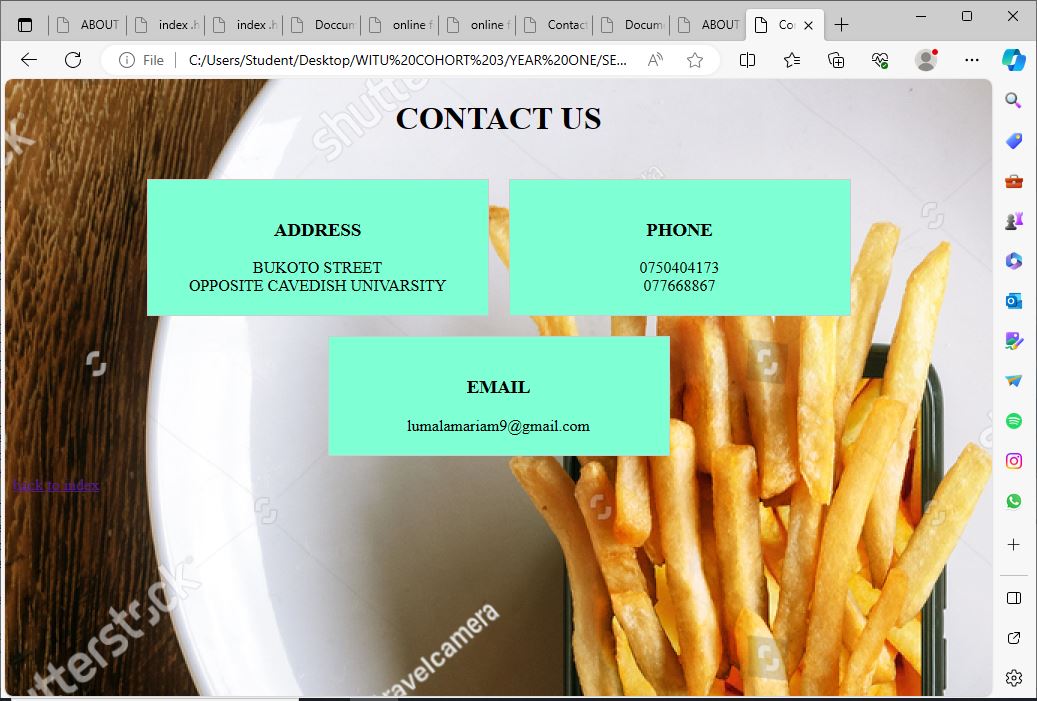 ABOUT
index .h
index .h
Doccum
online f
online f
Contact
Docum
ABOUT
Co
File
C:/Users/Student/Desktop/WITU%20COHORT%203/YEAR%20ONE/SE...
CONTACT US
ADDRESS
BUKOTO STREET
OPPOSITE CAVEDISH UNIVARSITY
PHONE
0750404173
077668867
EMAIL
lumalamariam9@gmail.com
back to index
shutterstock
travelcamera